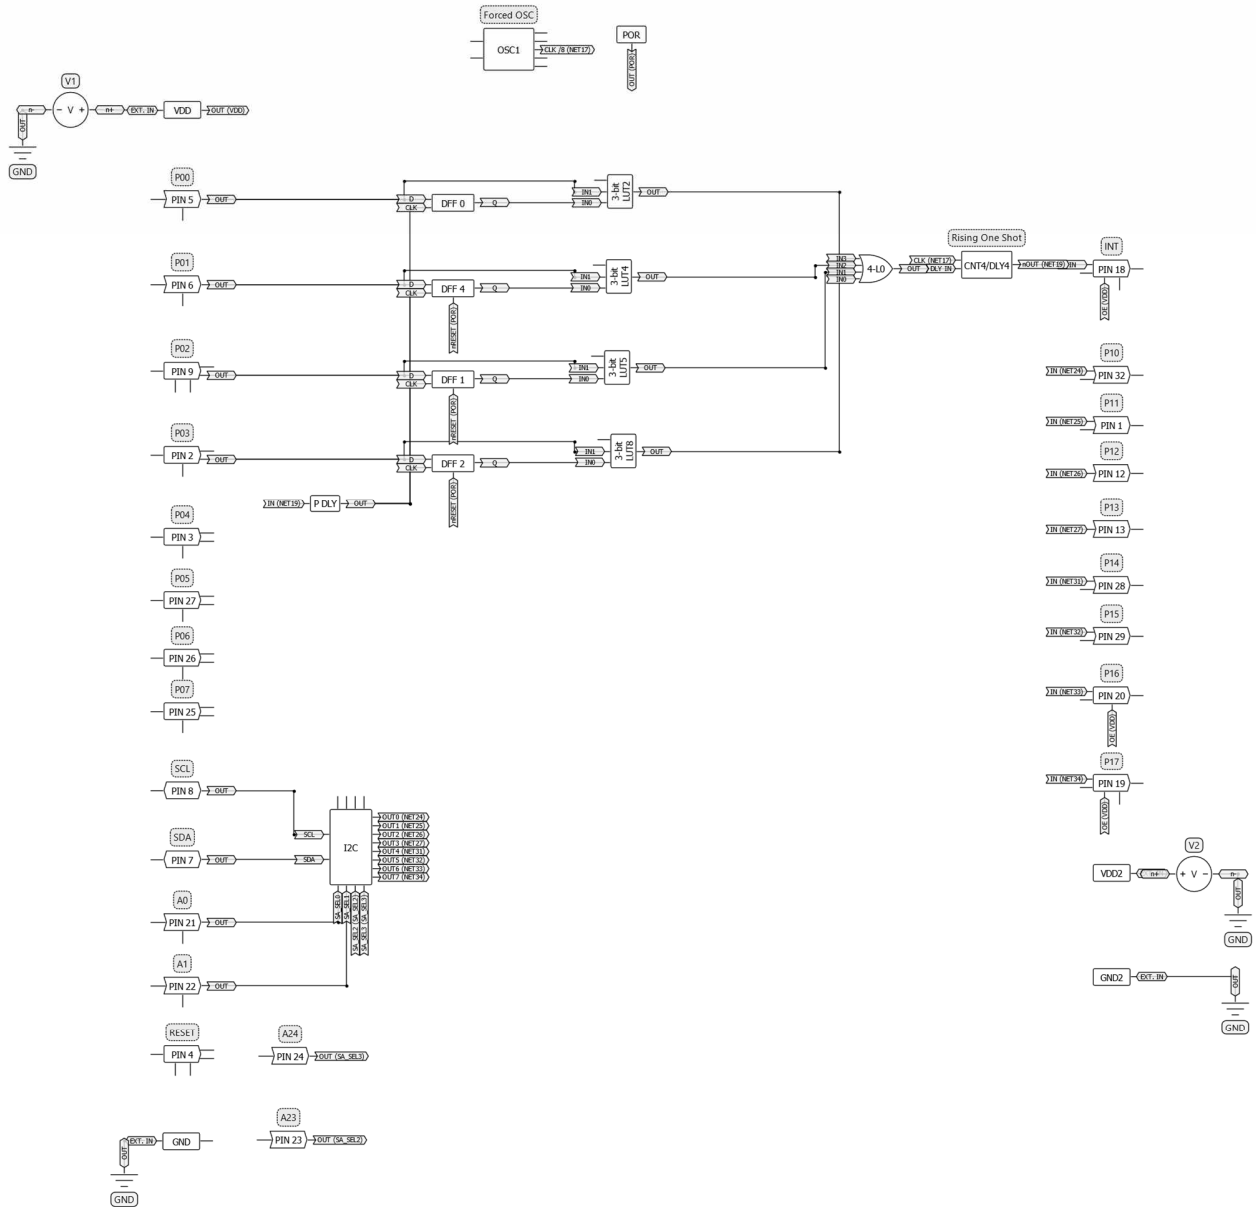 Forced OSC
OSC1
CLK /8 (NET17)
POR
OUT (POR)
V1
OUT
n-
- V +
n+
EXT. IN
VDD
OUT (VDD)
GND
P00
PIN 5
OUT
D
CLK
DFF 0
Q
IN1
IN0
3-bit
LUT2
OUT
P01
PIN 6
OUT
D
CLK
DFF 4
Q
nRESET (POR)
IN1
IN0
3-bit
LUT4
OUT
IN3
IN2
IN1
IN0
4-L0
OUT
Rising One Shot
CLK (NET17)
DLY IN
CNT4/DLY4
nOUT (NET19)
IN
INT
PIN 18
OE (VDD)
P02
PIN 9
OUT
D
CLK
DFF 1
Q
nRESET (POR)
IN1
IN0
3-bit
LUT5
OUT
P03
PIN 2
OUT
D
CLK
DFF 2
Q
nRESET (POR)
IN1
IN0
3-bit
LUT8
OUT
IN (NET19)
P DLY
OUT
P04
PIN 3
P05
PIN 27
P06
PIN 26
P07
PIN 25
P10
IN (NET24)
PIN 32
P11
IN (NET25)
PIN 1
P12
IN (NET26)
PIN 12
P13
IN (NET27)
PIN 13
P14
IN (NET31)
PIN 28
P15
IN (NET32)
PIN 29
P16
IN (NET33)
PIN 20
OE (VDD)
P17
IN (NET34)
PIN 19
OE (VDD)
SCL
PIN 8
OUT
SCL
SDA
PIN 7
OUT
SDA
I2C
OUT0 (NET24)
OUT1 (NET25)
OUT2 (NET26)
OUT3 (NET27)
OUT4 (NET31)
OUT5 (NET32)
OUT6 (NET33)
OUT7 (NET34)
SA_SEL0
SA_SEL1
SA_SEL2 (SA_SEL2)
SA_SEL3 (SA_SEL3)
A0
PIN 21
OUT
A1
PIN 22
OUT
V2
VDD2
n+
+ V -
n-
OUT
GND
GND2
EXT. IN
OUT
GND
RESET
PIN 4
A24
PIN 24
OUT (SA_SEL3)
A23
PIN 23
OUT (SA_SEL2)
OUT
EXT. IN
GND
GND